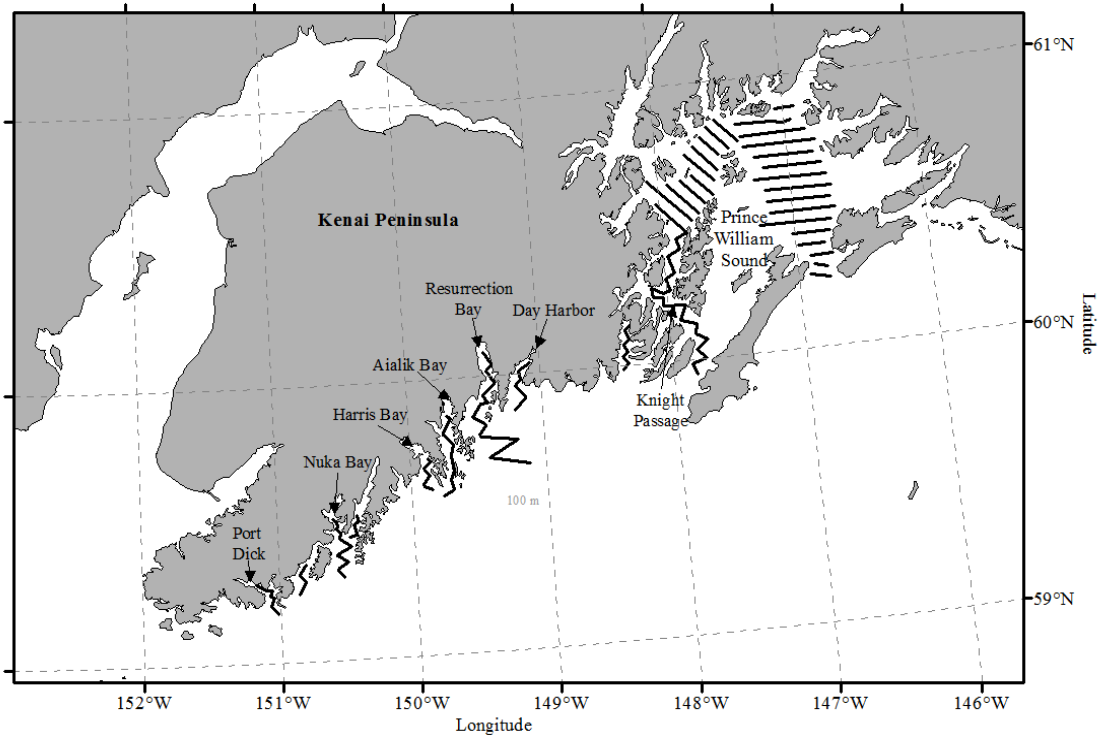 61°N
Kenai Peninsula
Prince
William
Sound
Resurrection
Bay
Day Harbor
60°N
Latitude
Aialik Bay
Knight
Passage
Harris Bay
Nuka Bay
100 m
Port
Dick
59°N
152°W
151°W
150°W
149°W
148°W
147°W
146°W
Longitude